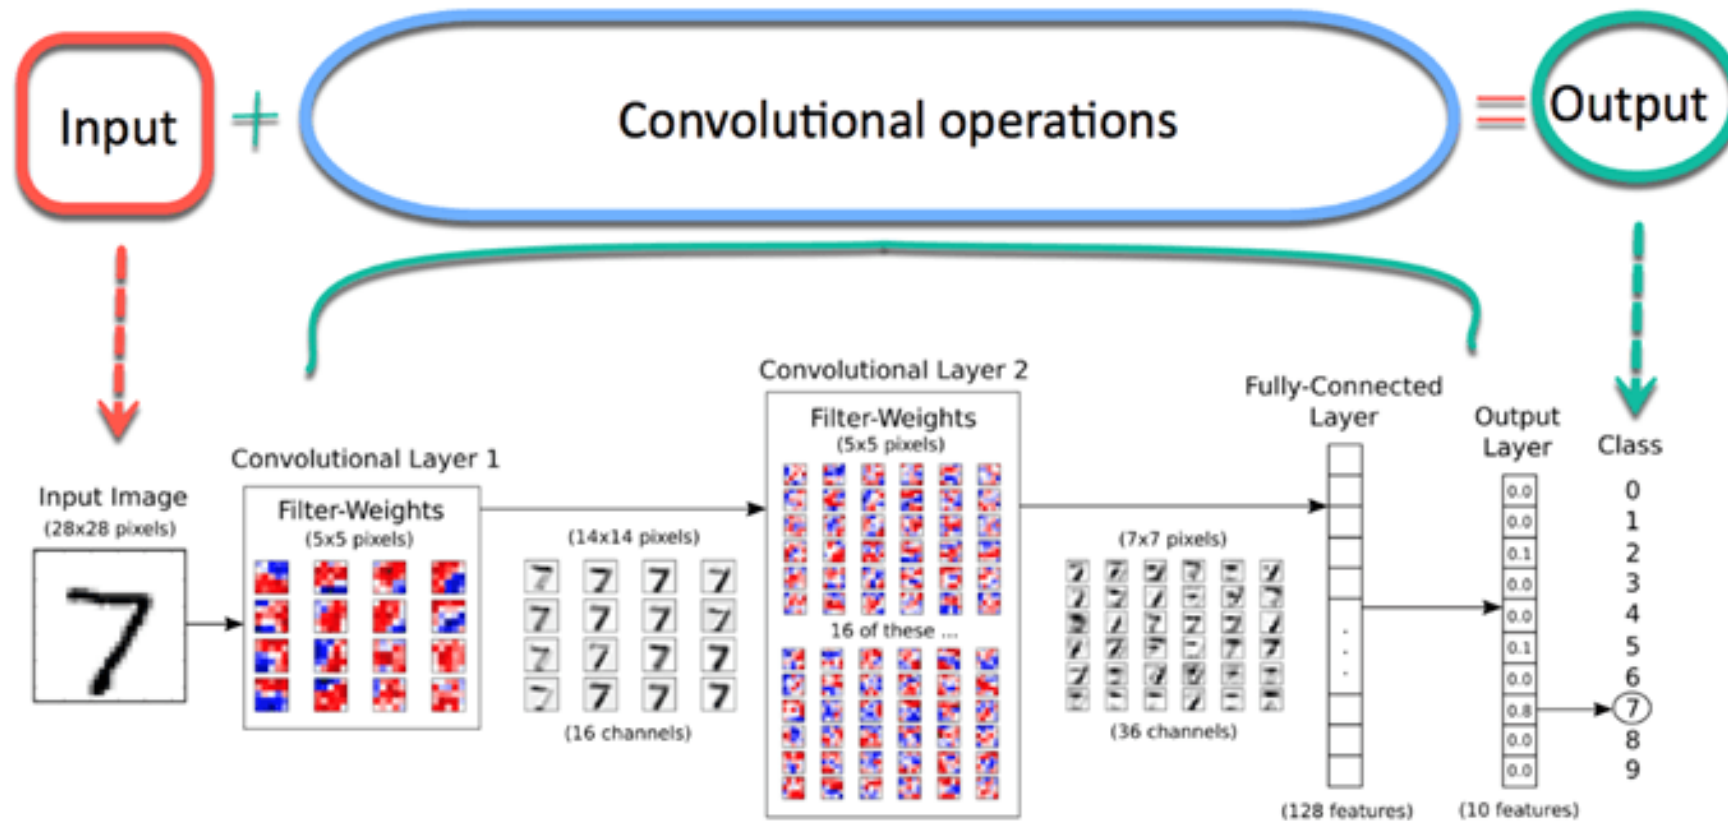 Input
+
Convolutional operations
=
Output
Input Image
(28x28 pixels)
Convolutional Layer 1
Filter-Weights
(5x5 pixels)
(14x14 pixels)
(16 channels)
Convolutional Layer 2
Filter-Weights
(5x5 pixels)
16 of these ...
(7x7 pixels)
(36 channels)
Fully-Connected
Layer
(128 features)
Output
Layer
0.0
0.0
0.1
0.0
0.0
0.1
0.0
0.8
0.0
0.0
(10 features)
Class
0
1
2
3
4
5
6
7
8
9